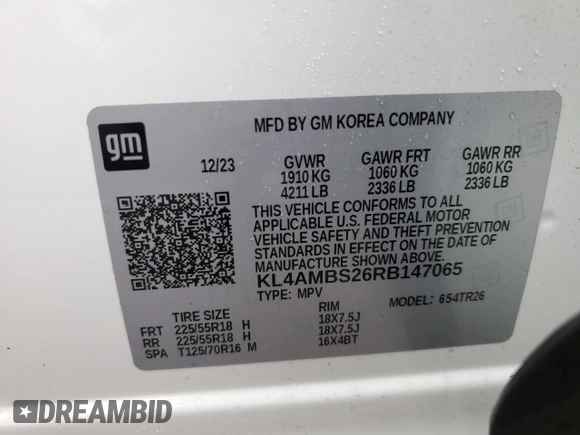 gm
MFD BY GM KOREA COMPANY
12/23 GVWR GAWR FRT GAWR RR
1910 KG 1060 KG 1060 KG
4211 LB 2336 LB 2336 LB
THIS VEHICLE CONFORMS TO ALL
APPLICABLE U.S. FEDERAL MOTOR
VEHICLE SAFETY AND THEFT PREVENTION
STANDARDS IN EFFECT ON THE DATE OF
MANUFACTURE SHOWN ABOVE.
KL4AMBS26RB147065
TYPE: MPV MODEL: 654TR26
TIRE SIZE RIM
FRT 225/55R18 H 18X7.5J
RR 225/55R18 H 18X7.5J
SPA T125/70R16 M 16X4BT
DREAMBID